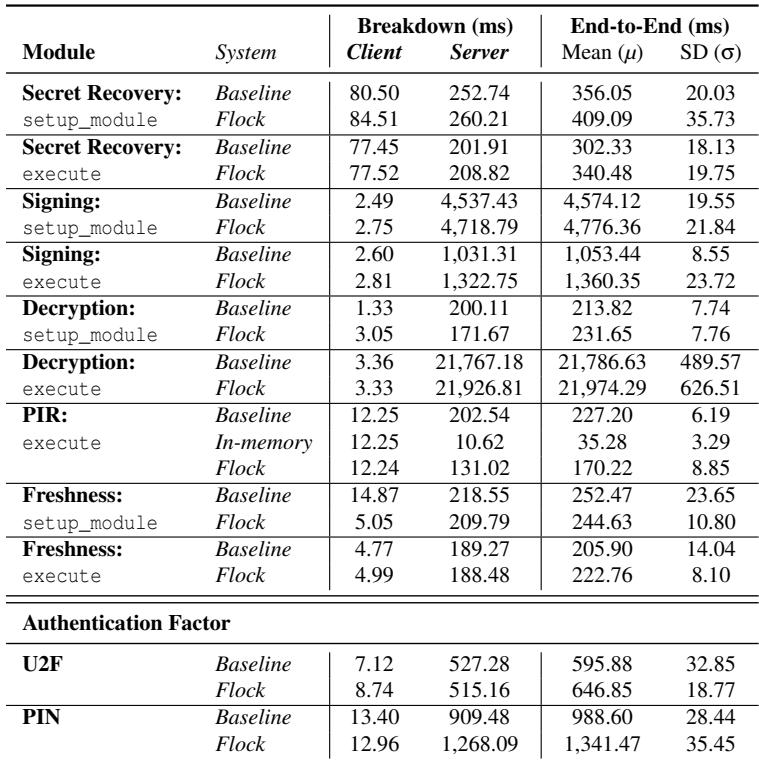 Breakdown (ms) End-to-End (ms)
Module System Client Server Mean (μ) SD (σ)
Secret Recovery: Baseline 80.50 252.74 356.05 20.03
setup_module Flock 84.51 260.21 409.09 35.73
Secret Recovery: Baseline 77.45 201.91 302.33 18.13
execute Flock 77.52 208.82 340.48 19.75
Signing: Baseline 2.49 4,537.43 4,574.12 19.55
setup_module Flock 2.75 4,718.79 4,776.36 21.84
Signing: Baseline 2.60 1,031.31 1,053.44 8.55
execute Flock 2.81 1,322.75 1,360.35 23.72
Decryption: Baseline 1.33 200.11 213.82 7.74
setup_module Flock 3.05 171.67 231.65 7.76
Decryption: Baseline 3.36 21,767.18 21,786.63 489.57
execute Flock 3.33 21,926.81 21,974.29 626.51
PIR: Baseline 12.25 202.54 227.20 6.19
execute In-memory 12.25 10.62 35.28 3.29
Flock 12.24 131.02 170.22 8.85
Freshness: Baseline 14.87 218.55 252.47 23.65
setup_module Flock 5.05 209.79 244.63 10.80
Freshness: Baseline 4.77 189.27 205.90 14.04
execute Flock 4.99 188.48 222.76 8.10
Authentication Factor
U2F Baseline 7.12 527.28 595.88 32.85
Flock 8.74 515.16 646.85 18.77
PIN Baseline 13.40 909.48 988.60 28.44
Flock 12.96 1,268.09 1,341.47 35.45